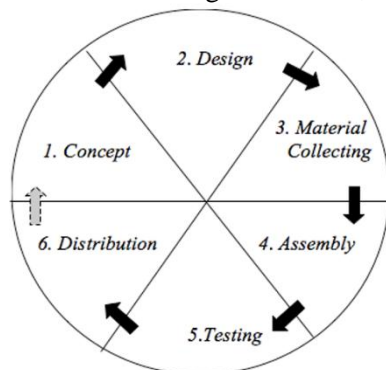 2. Design
3. Material
Collecting
1. Concept
6. Distribution
4. Assembly
5.Testing